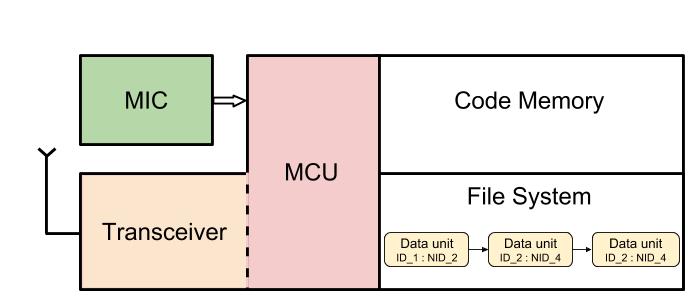 MIC
Code Memory
MCU
File System
Transceiver
Data unit
ID_1 : NID_2
Data unit
ID_2 : NID_4
Data unit
ID_2 : NID_4